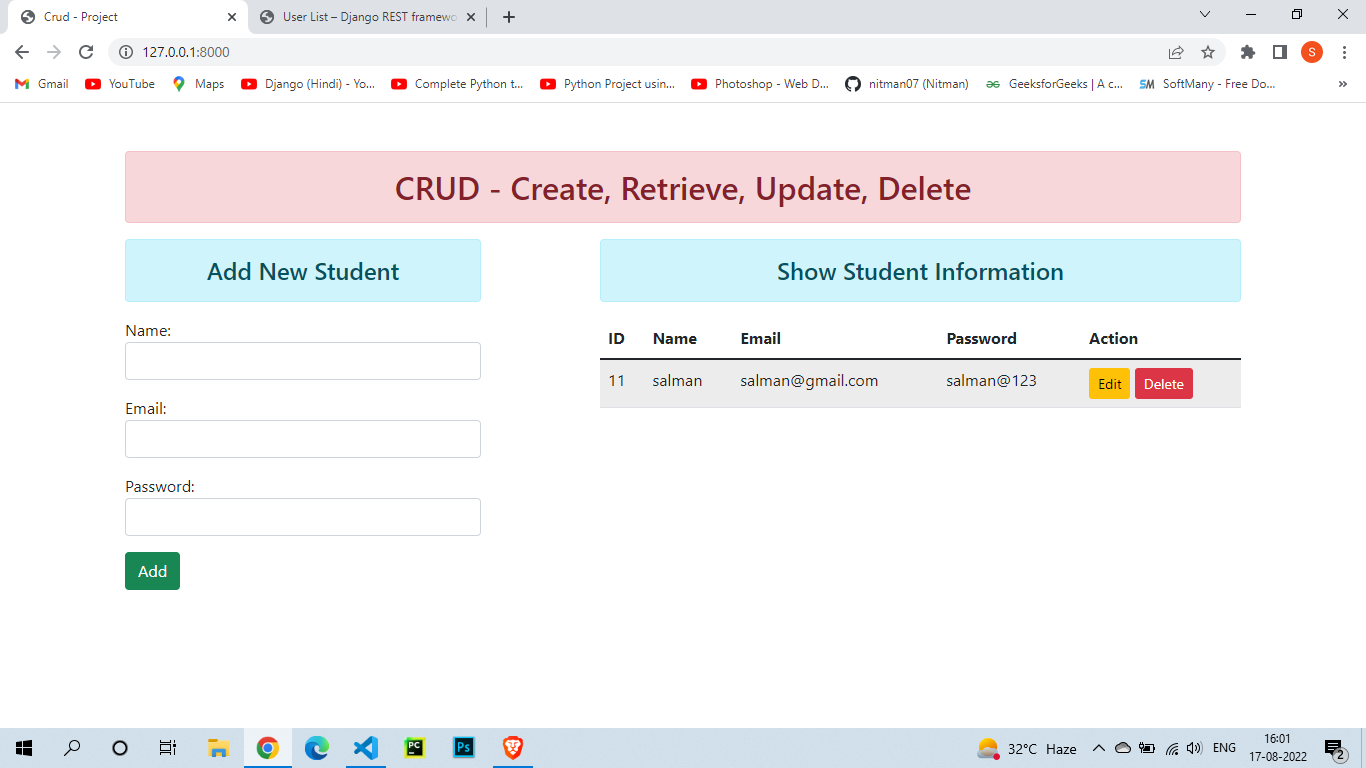 Crud - Project
User List – Django REST framewo
127.0.0.1:8000
S
Gmail
YouTube
Maps
Django (Hindi) - Yo...
Complete Python t...
Python Project usin...
Photoshop - Web D...
nitman07 (Nitman)
GeeksforGeeks | A c...
SM
SoftMany - Free Do...
»
CRUD - Create, Retrieve, Update, Delete
Add New Student
Name:
Email:
Password:
Add
Show Student Information
ID Name Email Password Action
11 salman salman@gmail.com salman@123 Edit Delete
PC
Ps
32°C Haze
ENG
16:01
17-08-2022
2